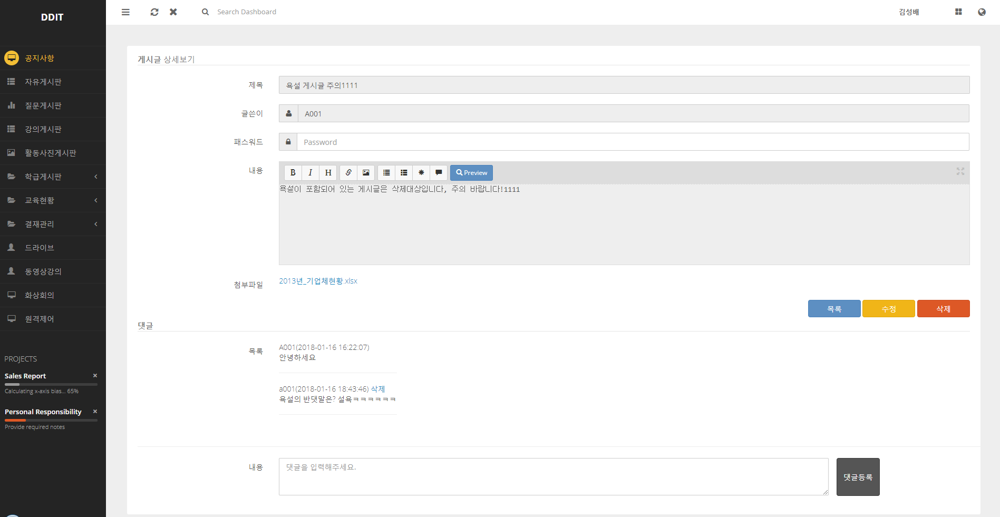 DDIT
Search Dashboard
김성배
공지사항
자유게시판
질문게시판
강의게시판
활동사진게시판
학급게시판
교육현황
결재관리
드라이브
동영상강의
화상회의
원격제어
PROJECTS
Sales Report
Calculating x-axis bias... 65%
Personal Responsibility
Provide required notes
게시글 상세보기
제목
욕설 게시글 주의1111
글쓴이
A001
패스워드
Password
내용
B I H Preview
욕설이 포함되어 있는 게시글은 삭제대상입니다, 주의 바랍니다!1111
첨부파일
2013년_기업체현황.xlsx
목록 수정 삭제
댓글
목록
A001(2018-01-16 16:22:07)
안녕하세요
a001(2018-01-16 18:43:46) 삭제
욕설의 반댓말은? 설욕ㅋㅋㅋㅋㅋㅋ
내용
댓글을 입력해주세요.
댓글등록